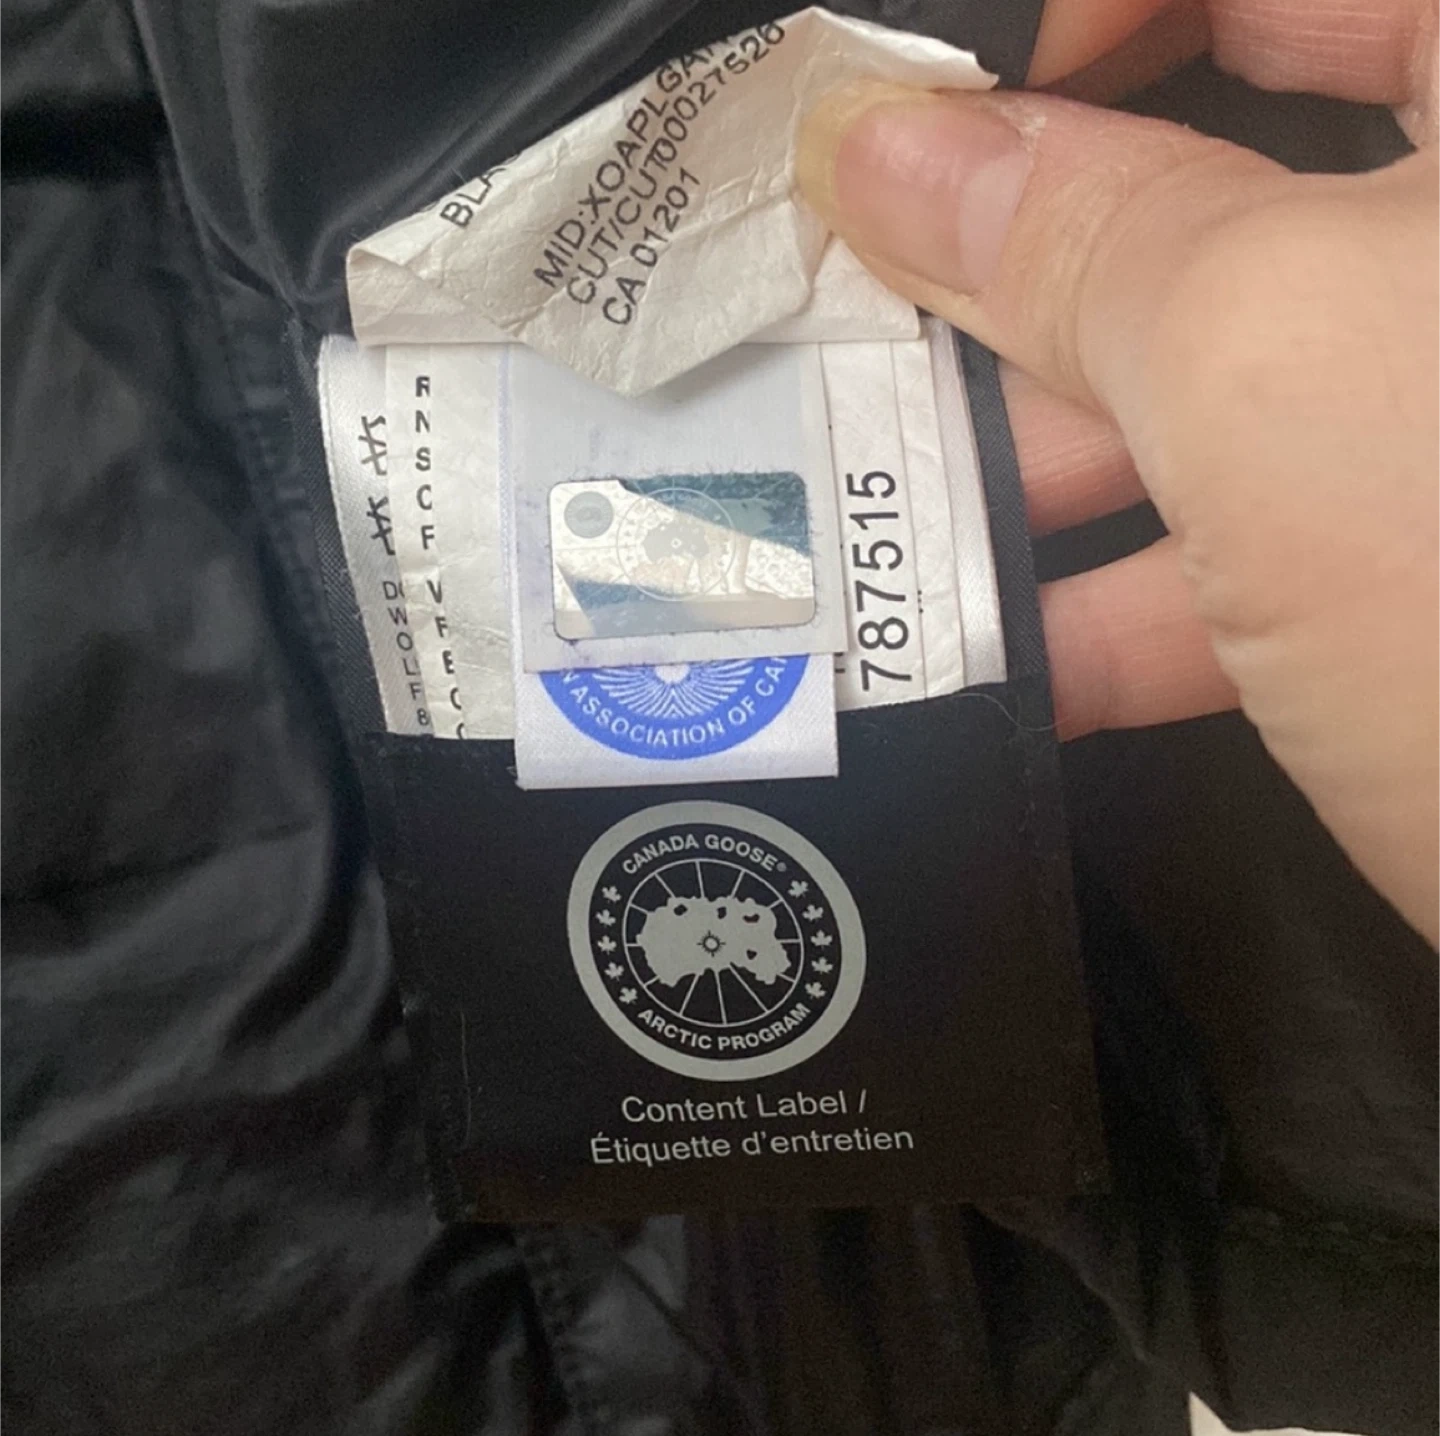 BLA
MID:XOAPLGA
CUT/CUT00027526
CA 01201
R
N
S
C
F
V
F
E
C
C
D
W
O
L
F
8
787515
N ASSOCIATION OF CA
CANADA GOOSE®
ARCTIC PROGRAM
Content Label /
Étiquette d'entretien